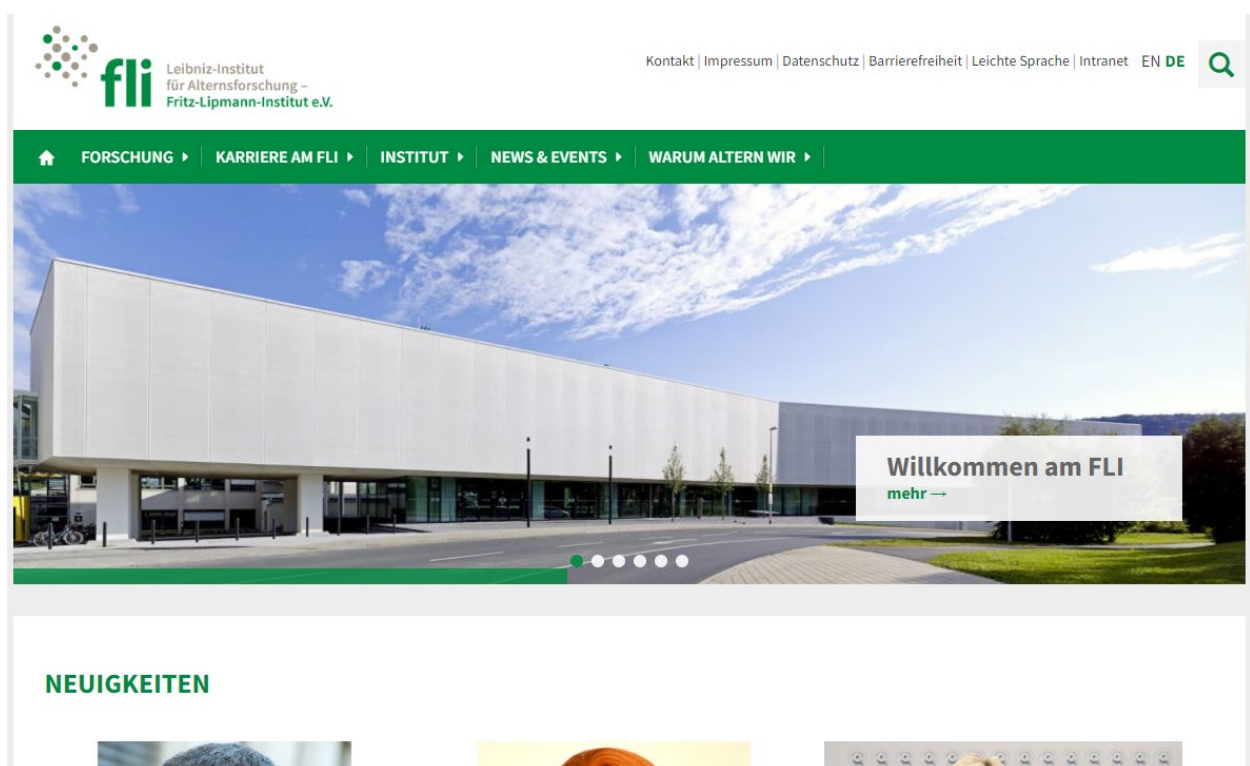 fli
Leibniz-Institut
für Alternsforschung –
Fritz-Lipmann-Institut e.V.
Kontakt | Impressum | Datenschutz | Barrierefreiheit | Leichte Sprache | Intranet EN DE
FORSCHUNG KARRIERE AM FLI INSTITUT NEWS & EVENTS WARUM ALTERN WIR
Willkommen am FLI
mehr →
NEUIGKEITEN